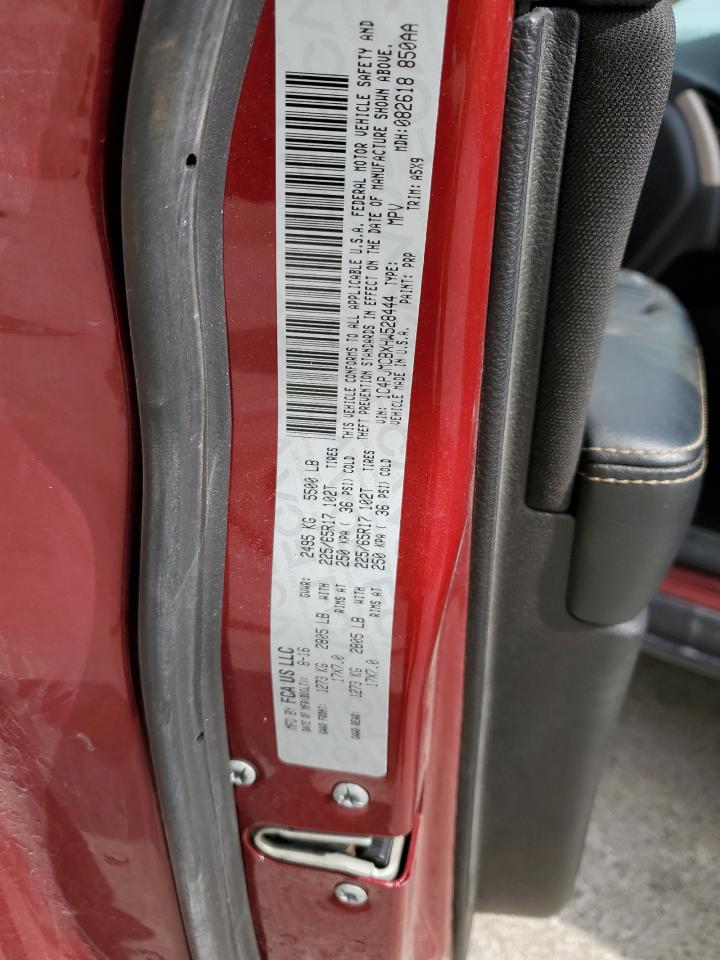 MFD BY FCA US LLC
DATE OF MFG(BUILT): 8-16 GVWR: 2495 KG 5500 LB
GAWR FRONT: 1273 KG 2805 LB WITH 225/65R17 102T TIRES
17X7.0 RIMS AT 250 KPA ( 36 PSI) COLD
GAWR REAR: 1273 KG 2805 LB WITH 225/65R17 102T TIRES
17X7.0 RIMS AT 250 KPA ( 36 PSI) COLD
THIS VEHICLE CONFORMS TO ALL APPLICABLE U.S.A. FEDERAL MOTOR VEHICLE SAFETY AND
THEFT PREVENTION STANDARDS IN EFFECT ON THE DATE OF MANUFACTURE SHOWN ABOVE.
VIN: 1C4PJMCBXHW528444 TYPE: MPV MDH:082618 850AA
VEHICLE MADE IN U.S.A. PAINT: PRP TRIM: A5X9